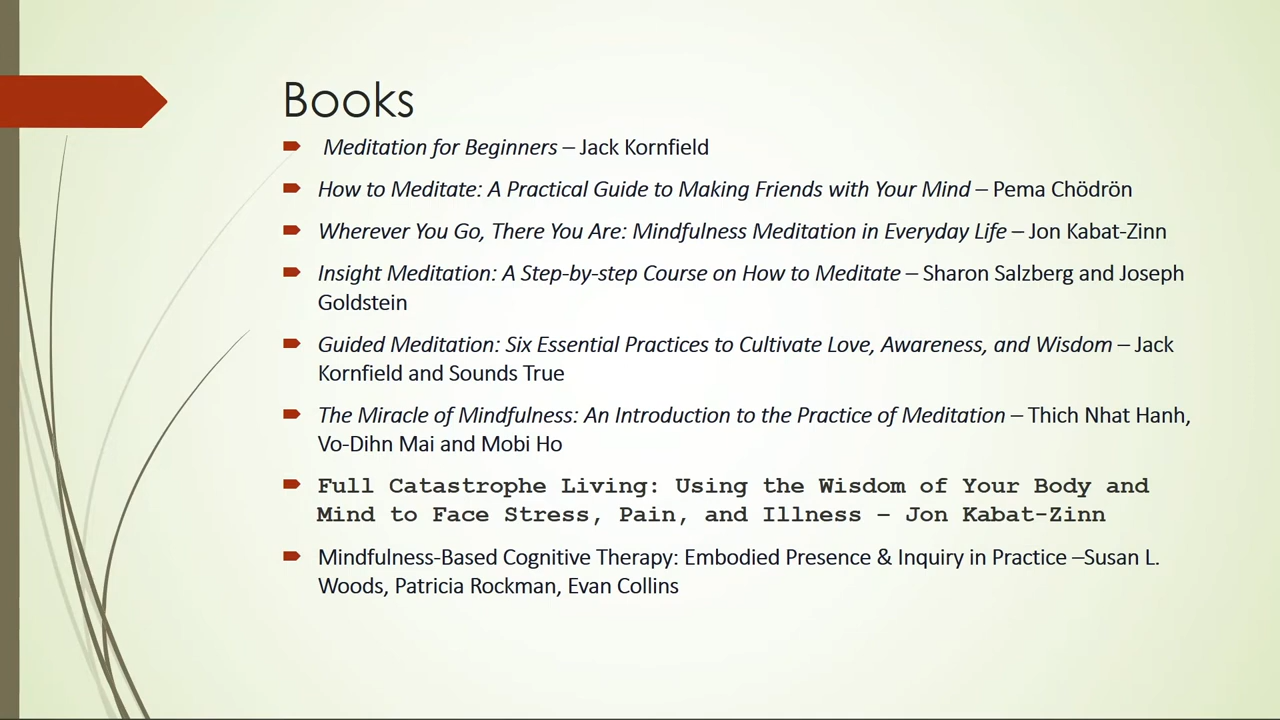 Books
Meditation for Beginners – Jack Kornfield
How to Meditate: A Practical Guide to Making Friends with Your Mind – Pema Chödrön
Wherever You Go, There You Are: Mindfulness Meditation in Everyday Life – Jon Kabat-Zinn
Insight Meditation: A Step-by-step Course on How to Meditate – Sharon Salzberg and Joseph
Goldstein
Guided Meditation: Six Essential Practices to Cultivate Love, Awareness, and Wisdom – Jack
Kornfield and Sounds True
The Miracle of Mindfulness: An Introduction to the Practice of Meditation – Thich Nhat Hanh,
Vo-Dihn Mai and Mobi Ho
Full Catastrophe Living: Using the Wisdom of Your Body and
Mind to Face Stress, Pain, and Illness – Jon Kabat-Zinn
Mindfulness-Based Cognitive Therapy: Embodied Presence & Inquiry in Practice –Susan L.
Woods, Patricia Rockman, Evan Collins